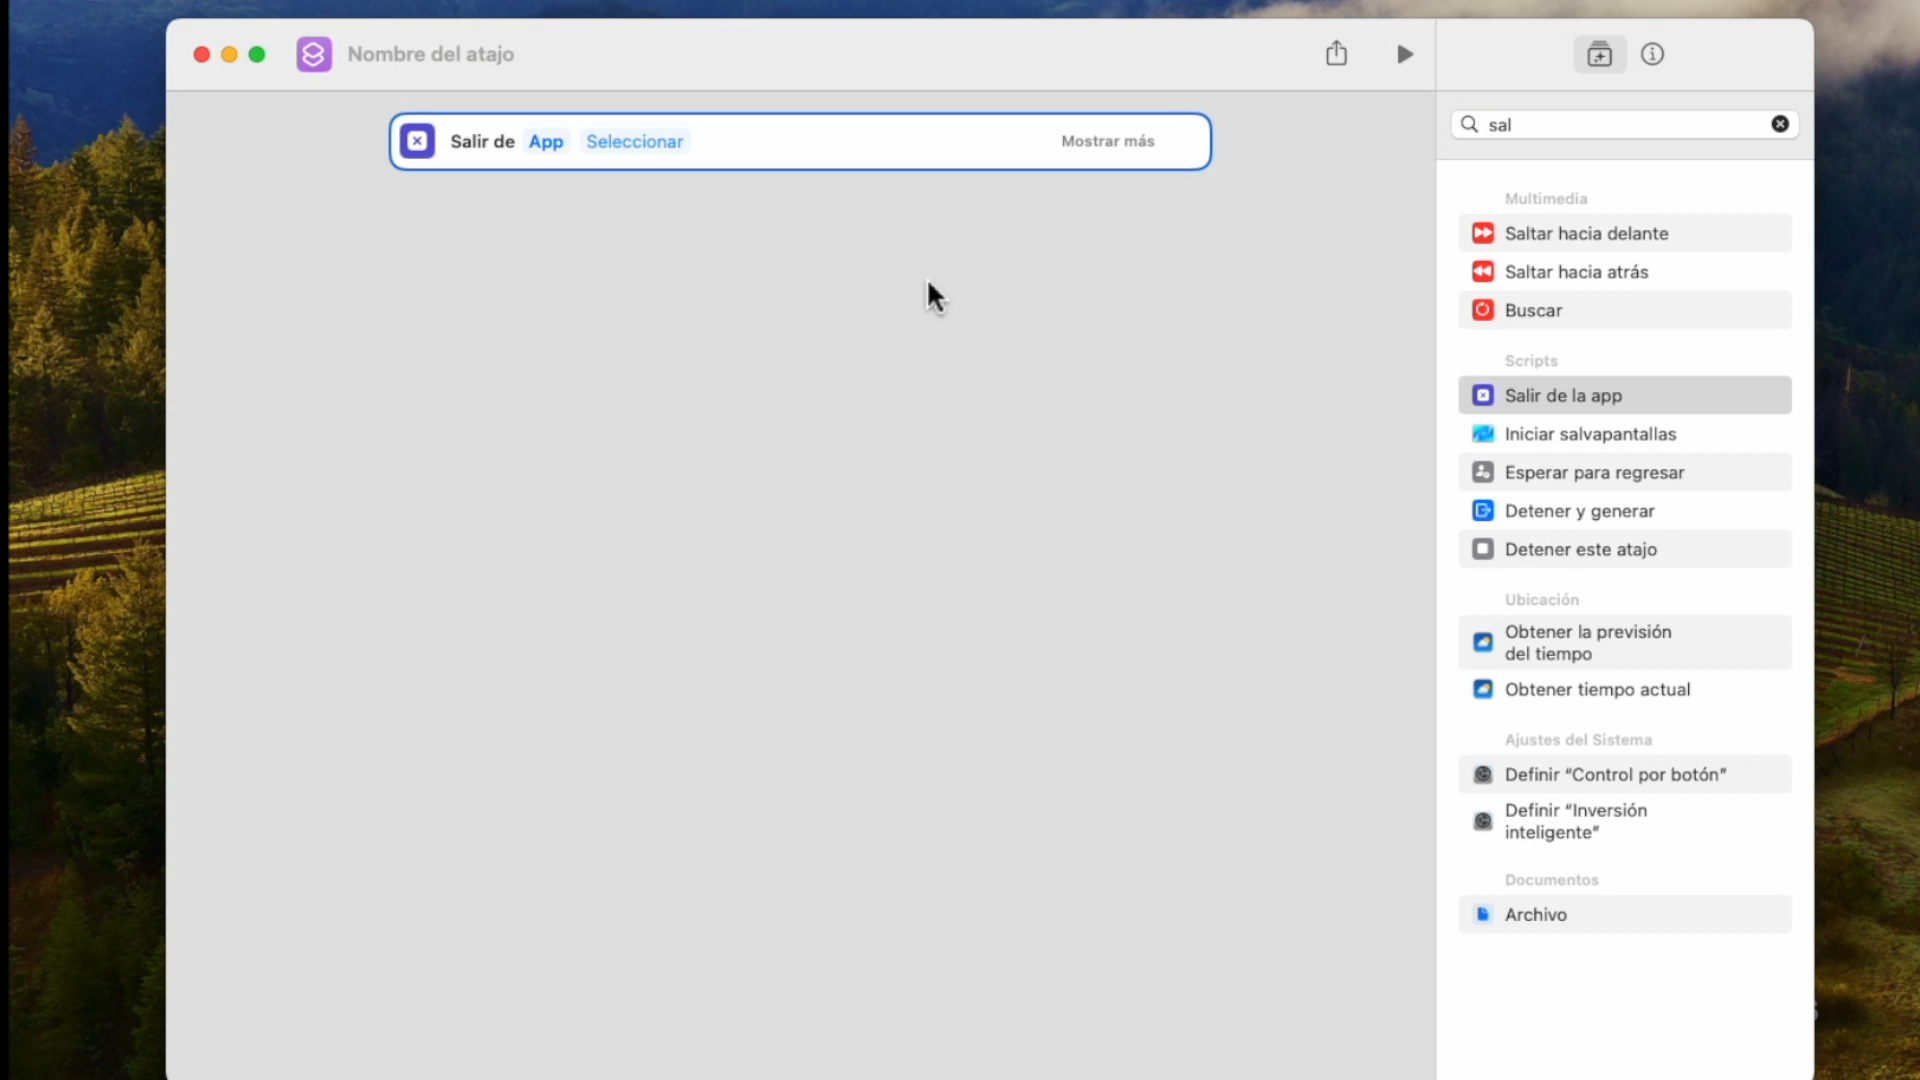 Nombre del atajo
Salir de App Seleccionar Mostrar más
sal
Multimedia
Saltar hacia delante
Saltar hacia atrás
Buscar
Scripts
Salir de la app
Iniciar salvapantallas
Esperar para regresar
Detener y generar
Detener este atajo
Ubicación
Obtener la previsión
del tiempo
Obtener tiempo actual
Ajustes del Sistema
Definir “Control por botón”
Definir “Inversión
inteligente”
Documentos
Archivo